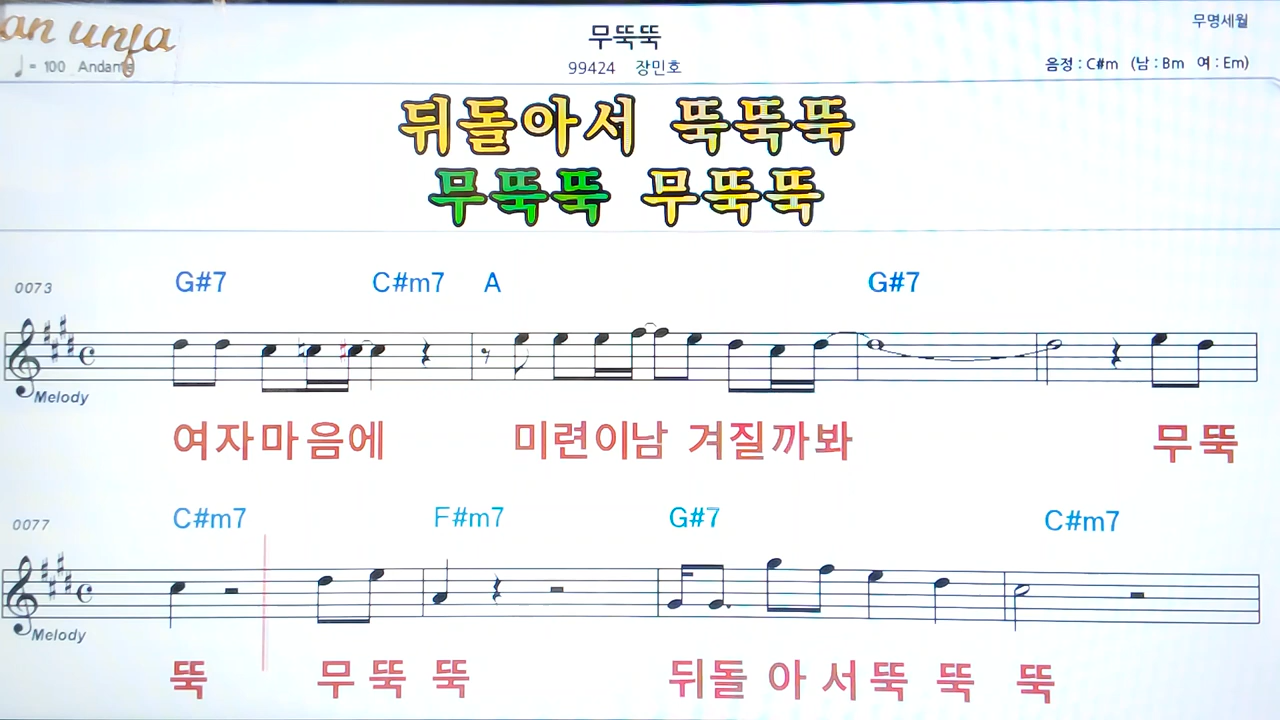 an unfa
무뚝뚝
무명세월
♩= 100 Andante
99424 장민호
음정 : C#m (남 : Bm 여 : Em)
뒤돌아서 뚝뚝뚝
무뚝뚝 무뚝뚝
0073
G#7 C#m7 A G#7
Melody
여자마음에 미련이남 겨질까봐 무뚝
0077
C#m7 F#m7 G#7 C#m7
Melody
뚝 무뚝 뚝 뒤돌 아 서뚝 뚝 뚝